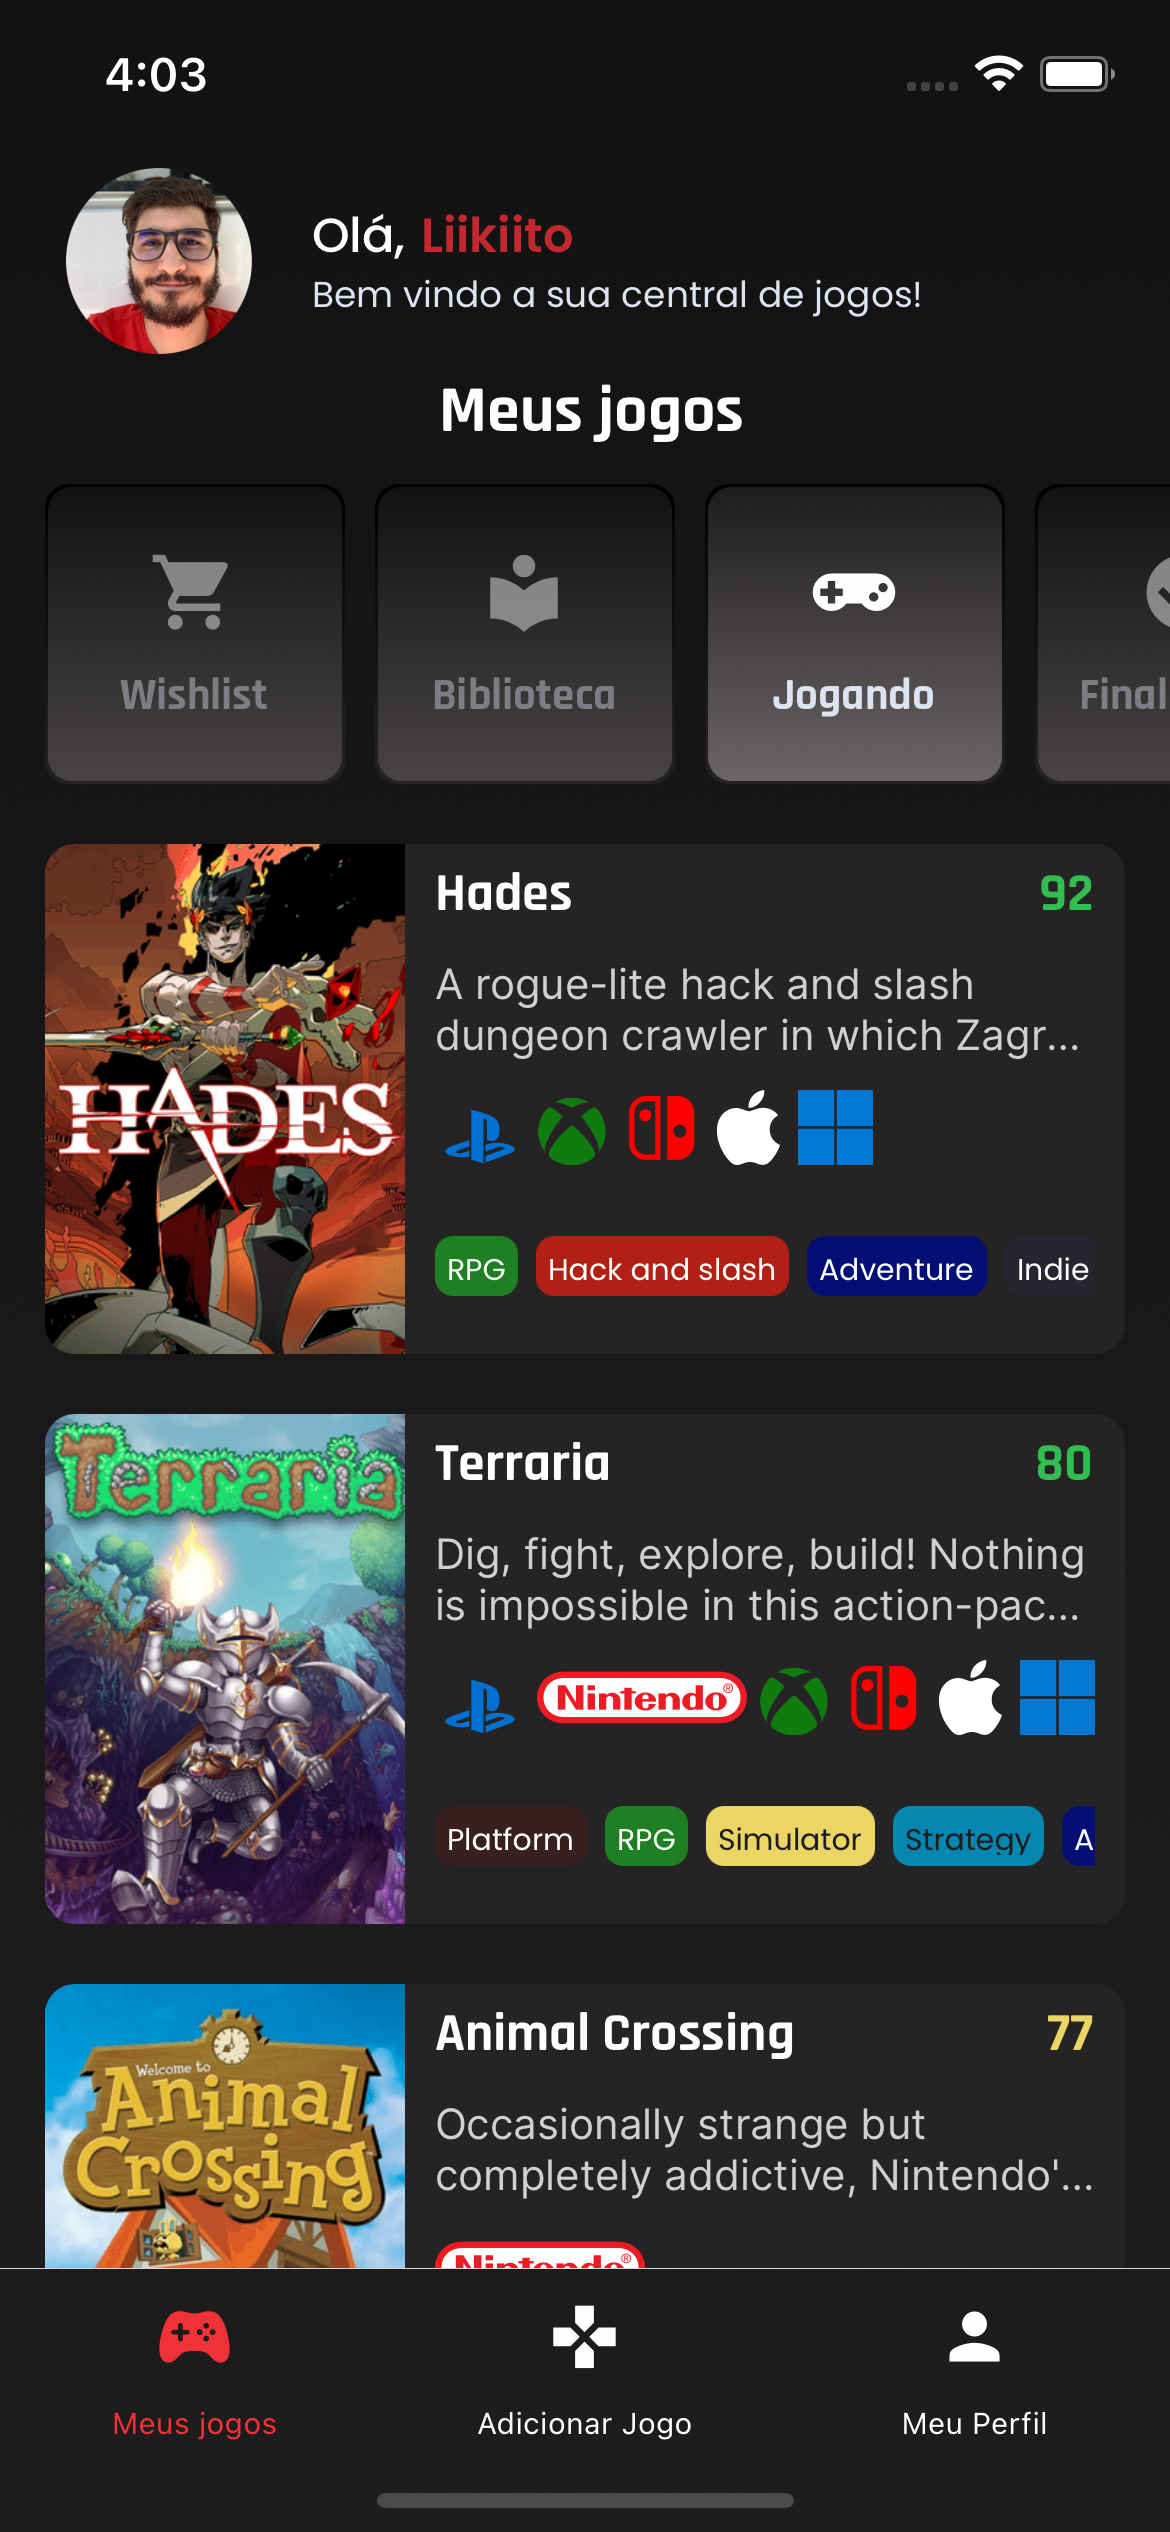 4:03
Olá, Liikiito
Bem vindo a sua central de jogos!
Meus jogos
Wishlist
Biblioteca
Jogando
Final
HADES
Hades
92
A rogue-lite hack and slash
dungeon crawler in which Zagr...
RPG
Hack and slash
Adventure
Indie
Terraria
Terraria
80
Dig, fight, explore, build! Nothing
is impossible in this action-pac...
Nintendo®
Platform
RPG
Simulator
Strategy
A
Welcome to
Animal
Crossing
Animal Crossing
77
Occasionally strange but
completely addictive, Nintendo'...
Nintendo®
Meus jogos
Adicionar Jogo
Meu Perfil